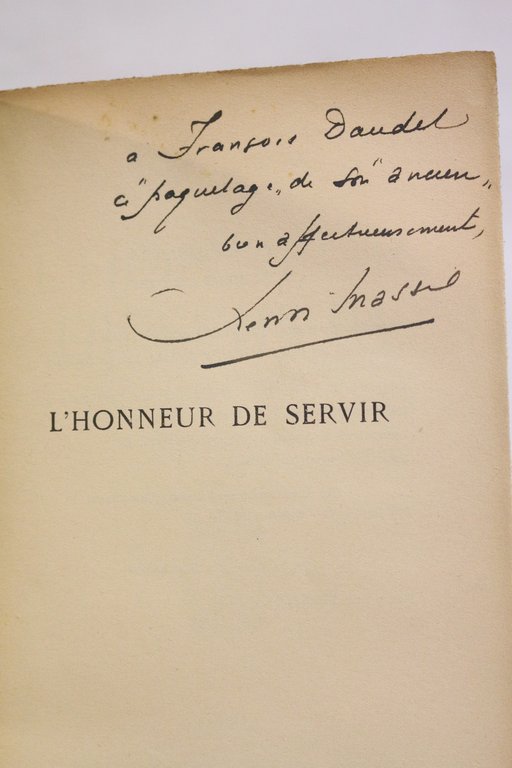 a François Daudet
ce "paquetage" de son "ancien"
bien affectueusement,
Henri Massis
L'HONNEUR DE SERVIR